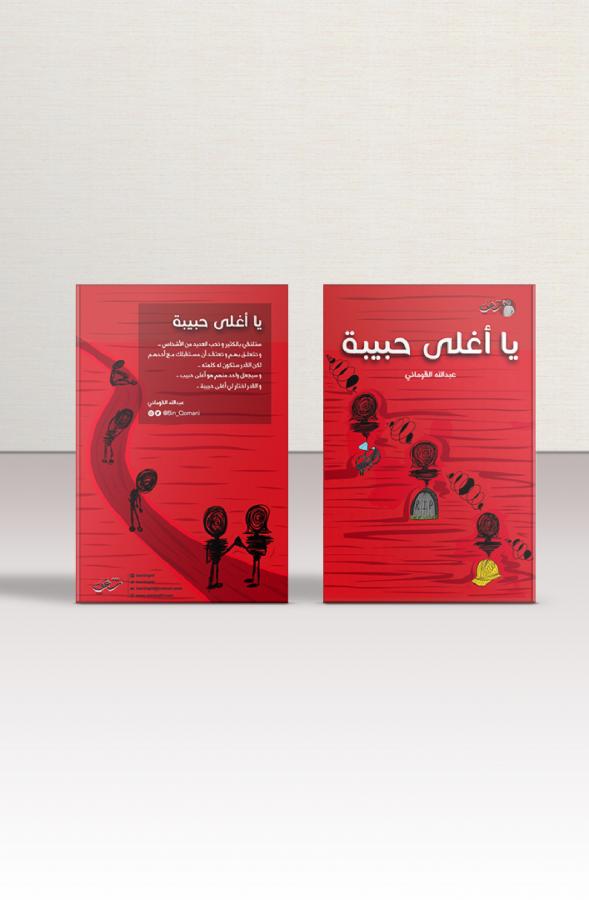 يا أغلى حبيبة
عبدالله القوماني
R.I.P
يا أغلى حبيبة
ستلتقي بالكثير و تحب العديد من الأشخاص ..
و تتعلق بهم و تعتقد أن مستقبلك مع أحدهم
لكن القدر ستكون له كلمته ..
و سيجعل واحد منهم هو أغلى حبيب ..
و القدر اختار لي أغلى حبيبة ..
عبدالله القوماني
@Bin_Qomani